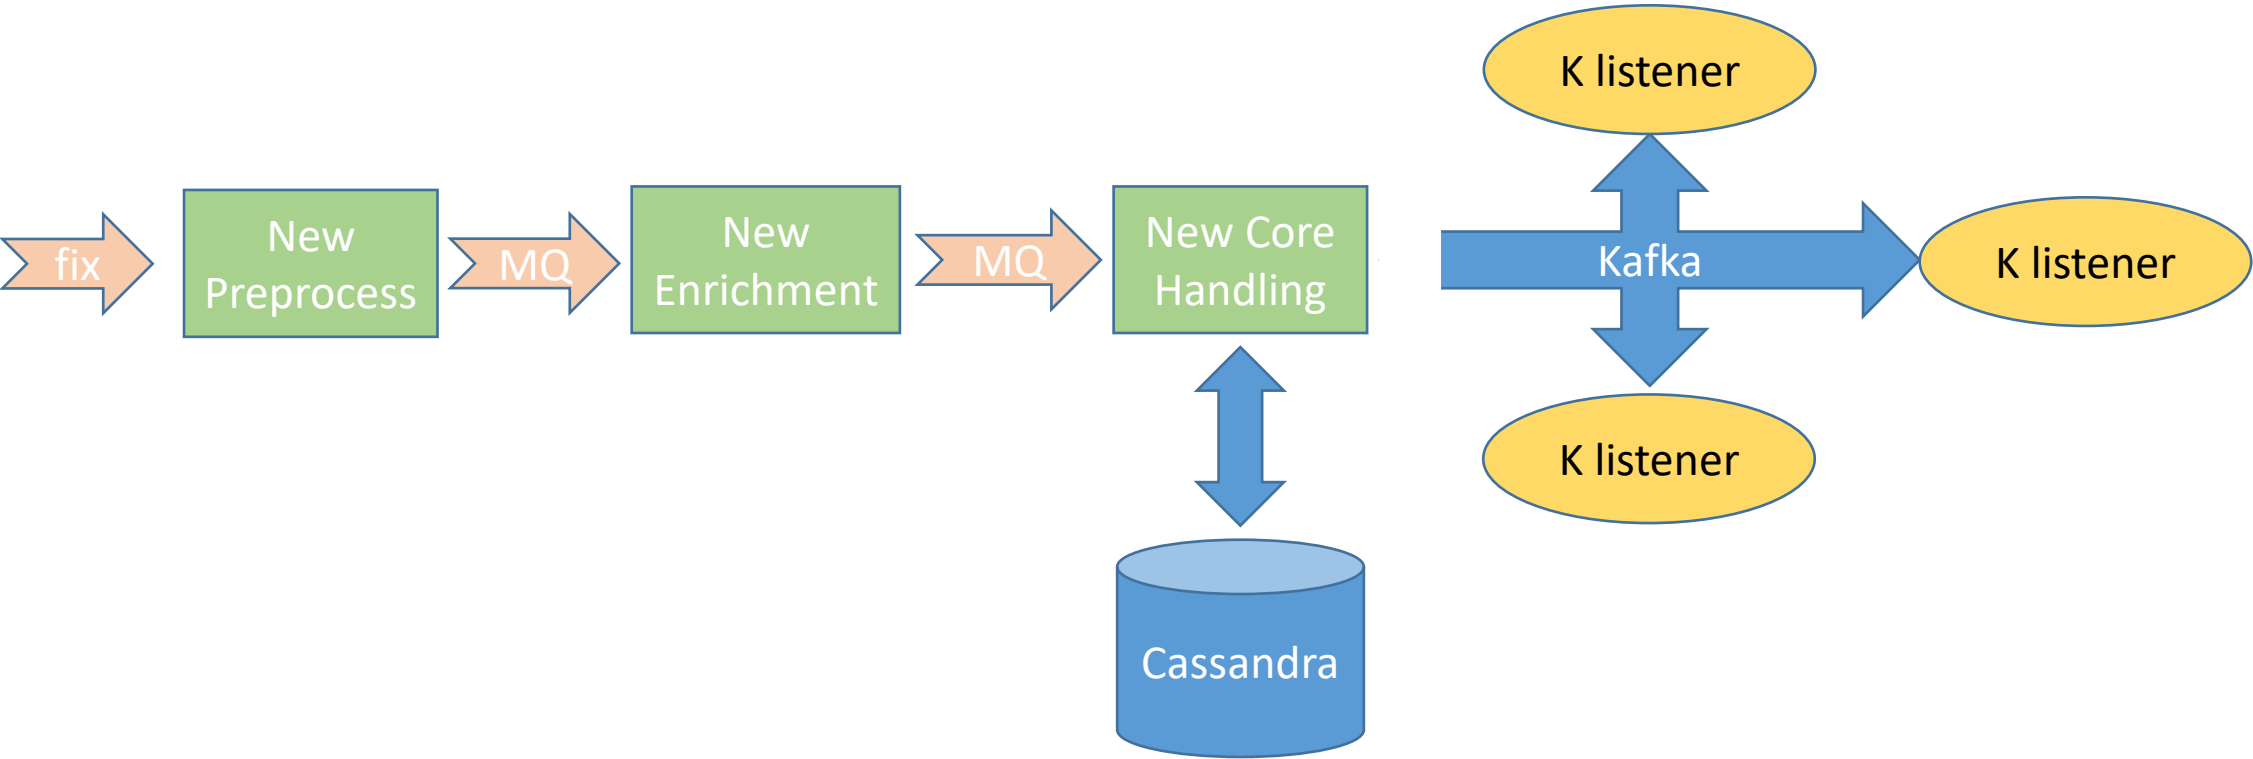 K listener
fix
New
Preprocess
MQ
New
Enrichment
MQ
New Core
Handling
Kafka
K listener
K listener
Cassandra